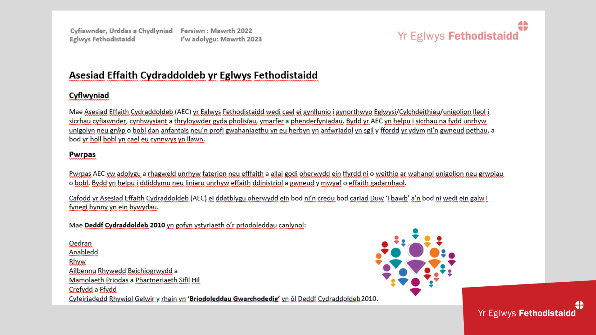 Cyfiawnder, Urddas a Chydlyniad Fersiwn : Mawrth 2022
Eglwys Fethodistaidd I'w adolygu: Mawrth 2023
Yr Eglwys Fethodistaidd
Asesiad Effaith Cydraddoldeb yr Eglwys Fethodistaidd
Cyflwyniad
Mae Asesiad Effaith Cydraddoldeb (AEC) yr Eglwys Fethodistaidd wedi cael ei gynllunio i gynorthwyo Eglwysi/Cylchdeithiau/unigolion lleol i
sicrhau cyfiawnder, cynhwysiant a thryloywder gyda pholisïau, ymarfer a phenderfyniadau. Bydd yr AEC yn helpu i sicrhau na fydd unrhyw
unigolyn neu grŵp o bobl dan anfantais neu'n profi gwahaniaethu yn eu herbyn yn anfwriadol yn sgil y ffordd yr ydym ni'n gwneud pethau, a
bod yr holl bobl yn cael eu cynnwys yn llawn.
Pwrpas
Pwrpas AEC yw adolygu a rhagweld unrhyw faterion neu effaith a allai godi oherwydd ein ffyrdd ni o weithio ar wahanol unigolion neu grwpiau
o bobl. Bydd yn helpu i ddiddymu neu liniaru unrhyw effaith ddinistriol a gwneud y mwyaf o effaith gadarnhaol.
Cafodd yr Asesiad Effaith Cydraddoldeb (AEC) ei ddatblygu oherwydd ein bod ni'n credu bod cariad Duw 'i bawb' a'n bod ni wedi ein galw i
fynegi hynny yn ein bywydau.
Mae Deddf Cydraddoldeb 2010 yn gofyn ystyriaeth o'r priodoleddau canlynol:
Oedran
Anabledd
Rhyw
Ailbennu Rhywedd Beichiogrwydd a
Mamolaeth Priodas a Phartneriaeth Sifil Hil
Crefydd a Ffydd
Cyfeiriadedd Rhywiol Gelwir y rhain yn 'Briodoleddau Gwarchodedig' yn ôl Deddf Cydraddoldeb 2010.
Yr Eglwys Fethodistaidd